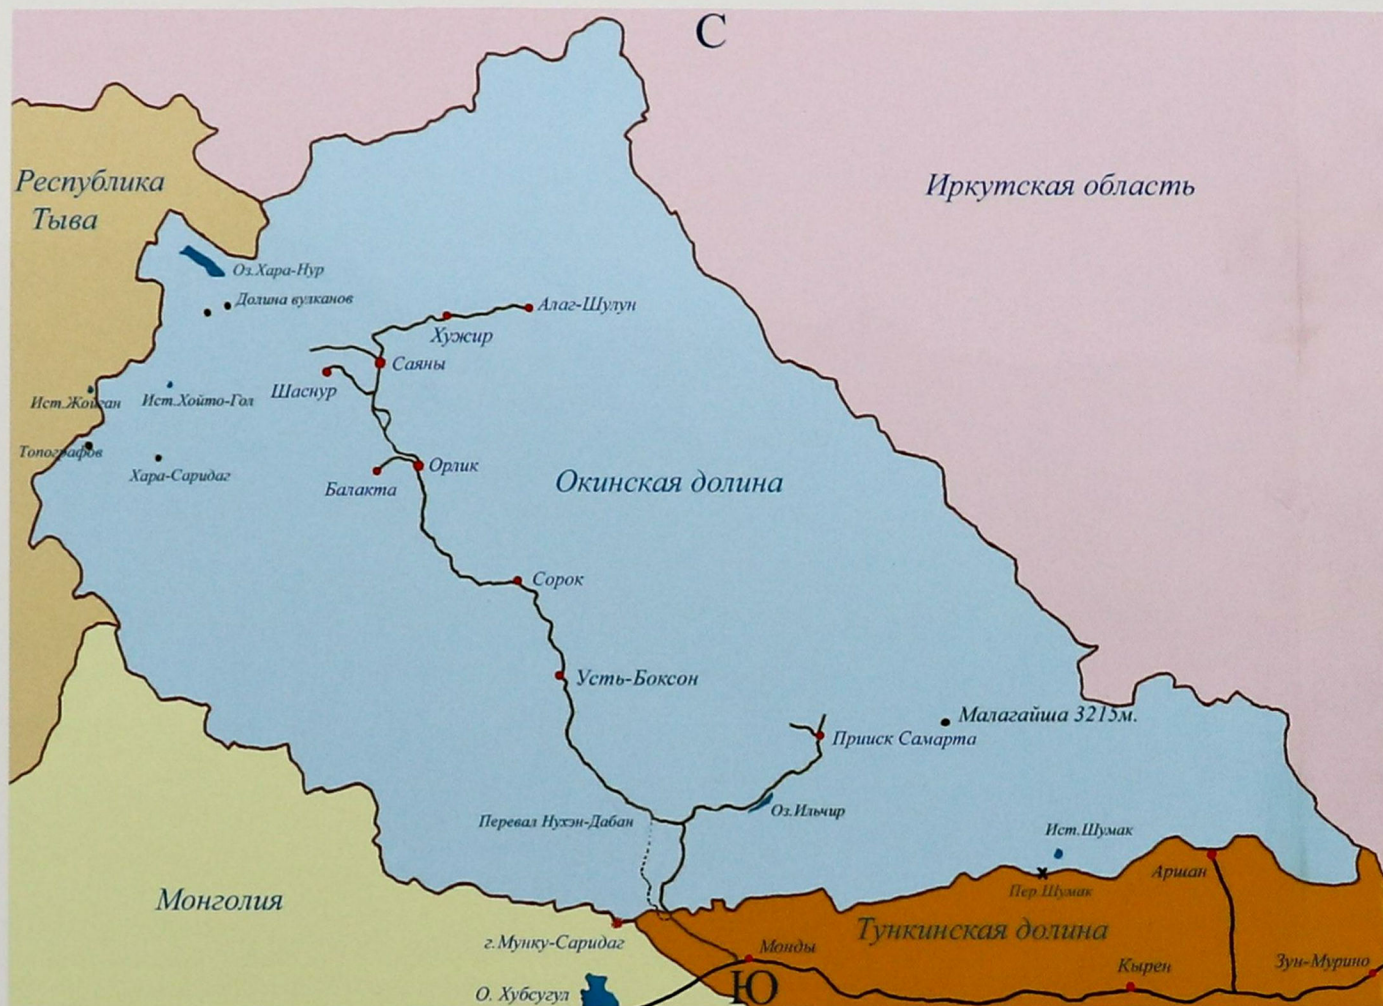 С
Республика
Тыва
Иркутская область
Оз.Хара-Нур
Долина вулканов
Алаг-Шулун
Хужир
Саяны
Шаснур
Ист.Жойган
Ист.Хойто-Гол
Топографов
Хара-Саридаг
Орлик
Балакта
Окинская долина
Сорок
Усть-Боксон
Малагайша 3215м.
Прииск Самарта
Перевал Нухэн-Дабан
Оз.Ильчир
Ист.Шумак
Аршан
Пер.Шумак
Монголия
Тункинская долина
г.Мунку-Саридаг
Монды
Кырен
Зун-Мурино
О. Хубсугул
Ю